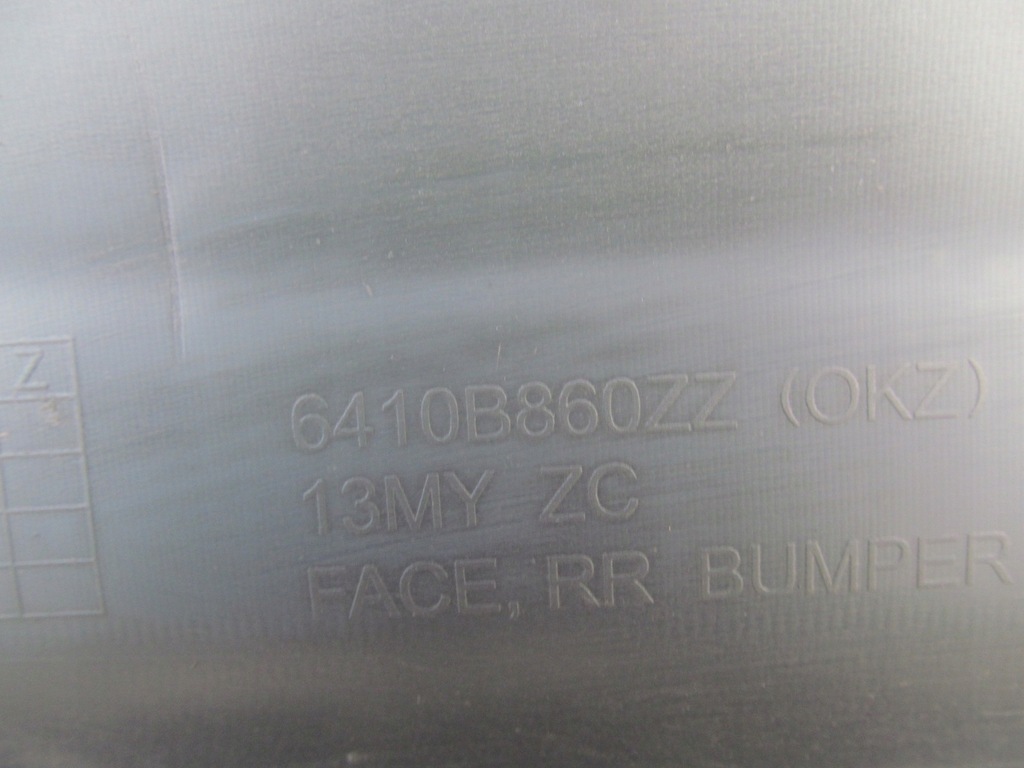 Z
6410B860ZZ (OKZ)
13MY ZC
FACE, RR BUMPER